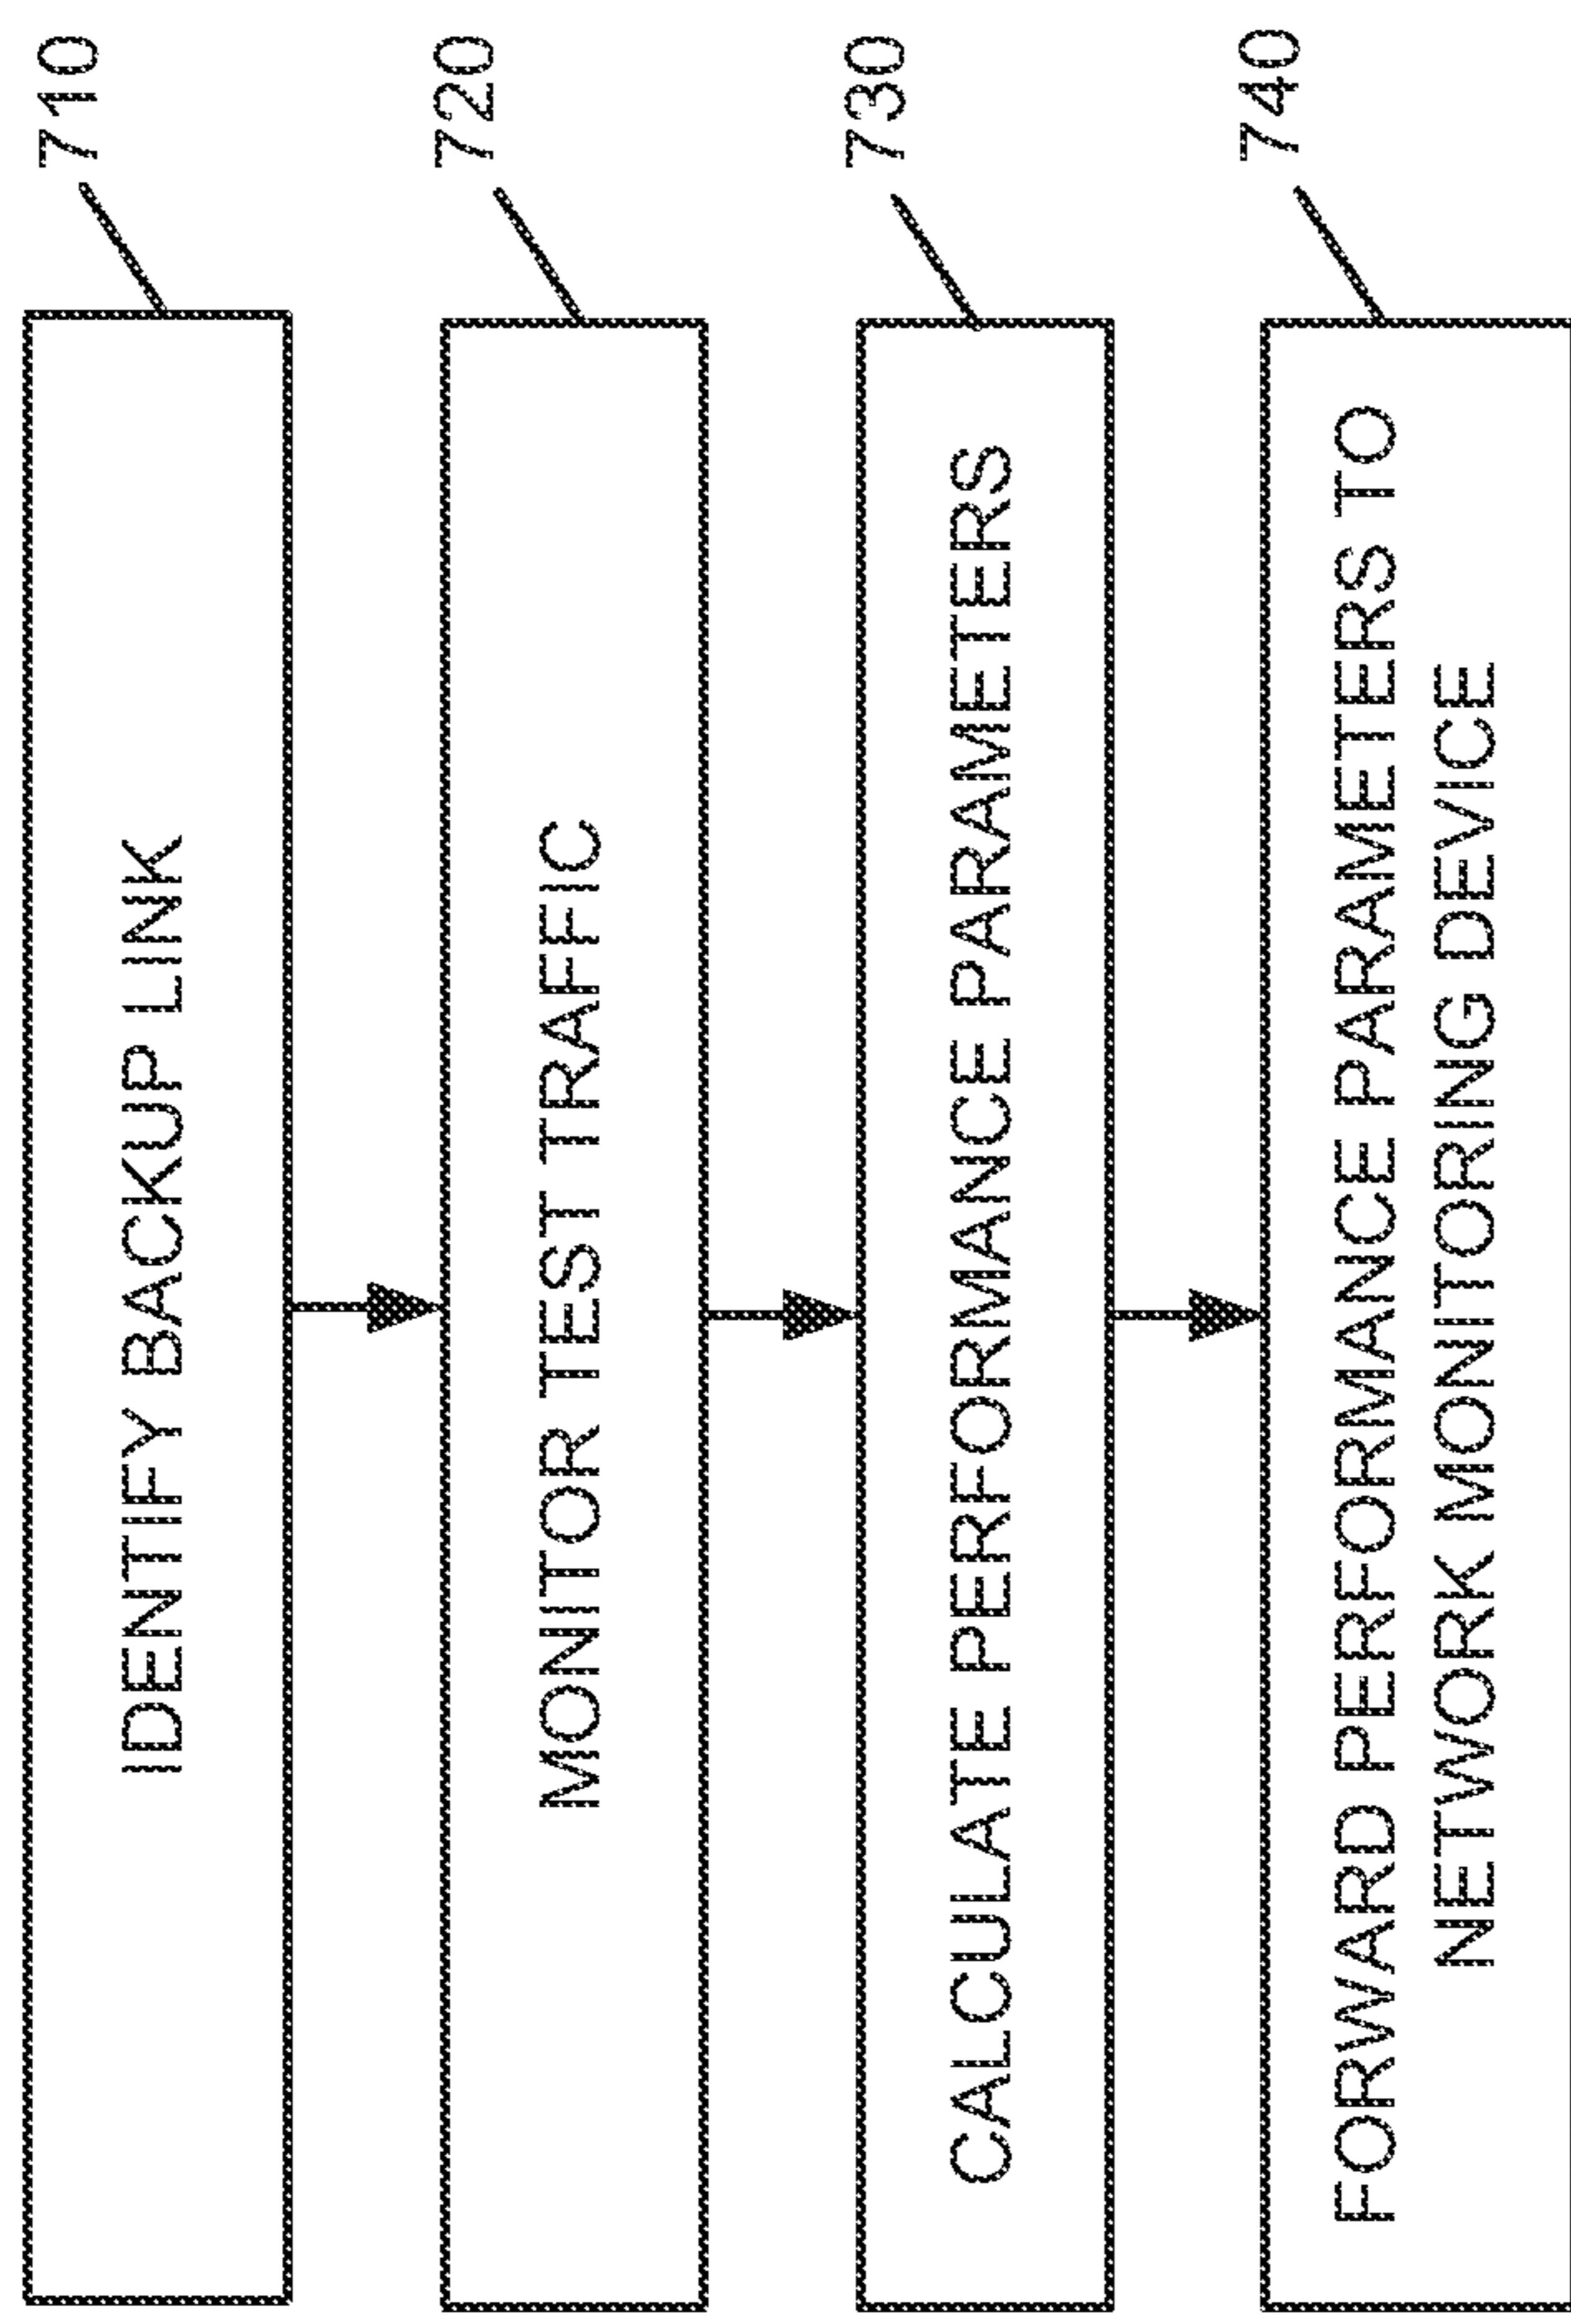 710
IDENTIFY BACKUP LINK
720
MONITOR TEST TRAFFIC
730
CALCULATE PERFORMANCE PARAMETERS
740
FORWARD PERFORMANCE PARAMETERS TO
NETWORK MONITORING DEVICE